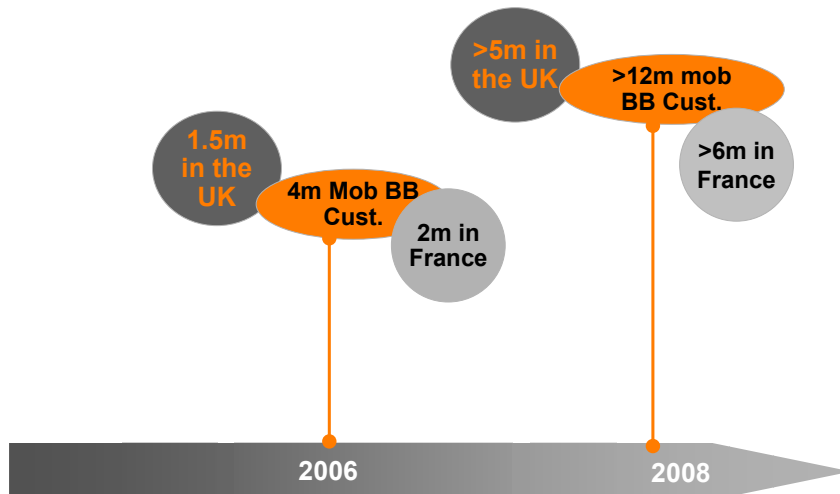 >5m in
the UK
>12m mob
BB Cust.
>6m in
France
1.5m
in the
UK
4m Mob BB
Cust.
2m in
France
2006
2008